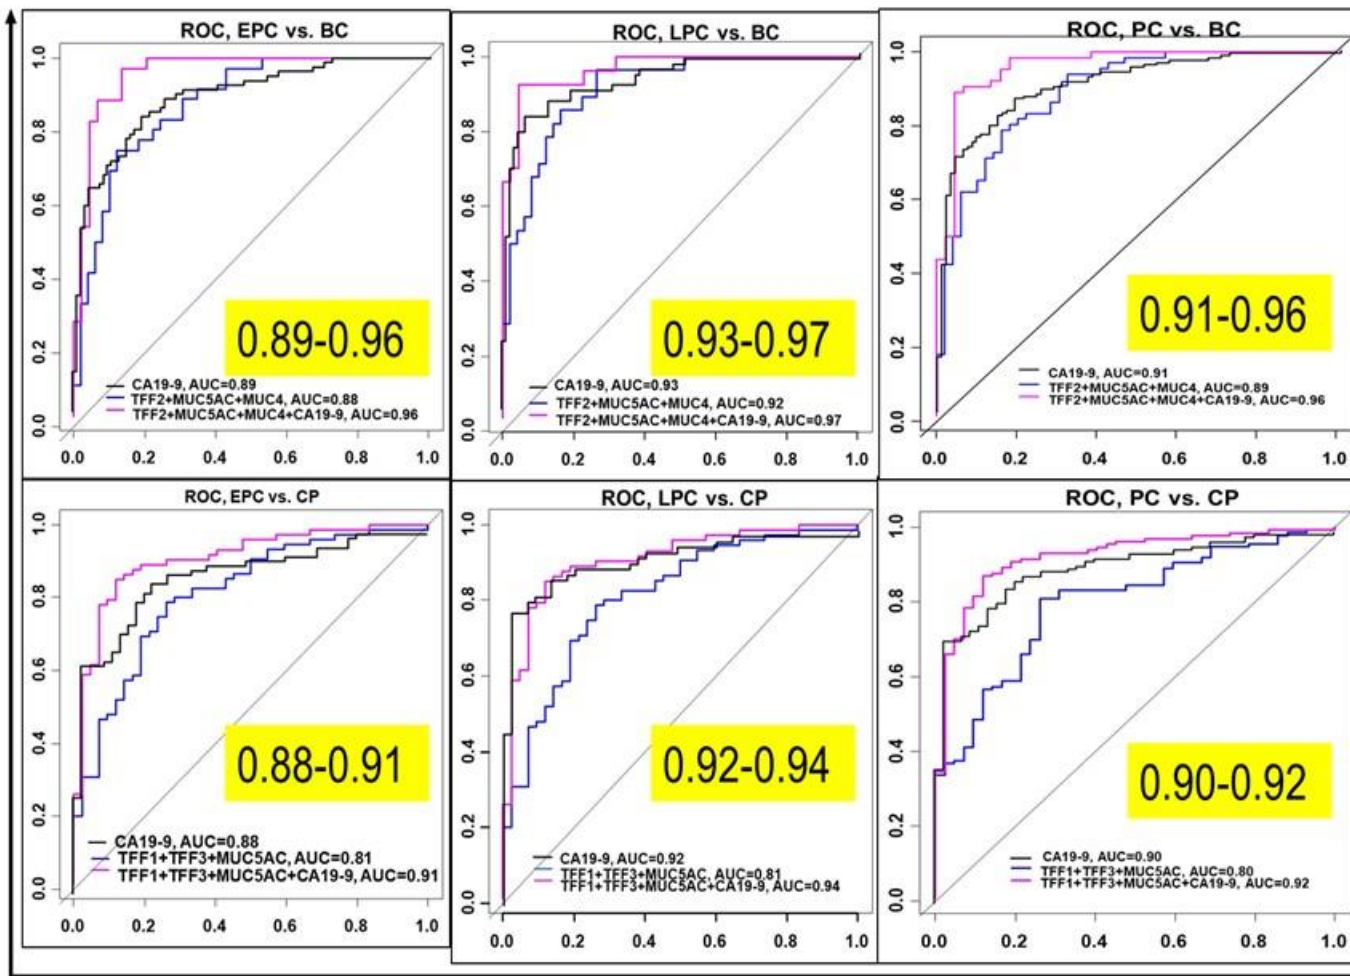 ROC, EPC vs. BC
1.0
0.8
0.6
0.4
0.2
0.0
0.89-0.96
CA19-9, AUC=0.89
TFF2+MUC5AC+MUC4, AUC=0.88
TFF2+MUC5AC+MUC4+CA19-9, AUC=0.96
0.0 0.2 0.4 0.6 0.8 1.0
ROC, LPC vs. BC
1.0
0.8
0.6
0.4
0.2
0.0
0.93-0.97
CA19-9, AUC=0.93
TFF2+MUC5AC+MUC4, AUC=0.92
TFF2+MUC5AC+MUC4+CA19-9, AUC=0.97
0.0 0.2 0.4 0.6 0.8 1.0
ROC, PC vs. BC
1.0
0.8
0.6
0.4
0.2
0.0
0.91-0.96
CA19-9, AUC=0.91
TFF2+MUC5AC+MUC4, AUC=0.89
TFF2+MUC5AC+MUC4+CA19-9, AUC=0.96
0.0 0.2 0.4 0.6 0.8 1.0
ROC, EPC vs. CP
1.0
0.8
0.6
0.4
0.2
0.0
0.88-0.91
CA19-9, AUC=0.88
TFF1+TFF3+MUC5AC, AUC=0.81
TFF1+TFF3+MUC5AC+CA19-9, AUC=0.91
0.0 0.2 0.4 0.6 0.8 1.0
ROC, LPC vs. CP
1.0
0.8
0.6
0.4
0.2
0.0
0.92-0.94
CA19-9, AUC=0.92
TFF1+TFF3+MUC5AC, AUC=0.81
TFF1+TFF3+MUC5AC+CA19-9, AUC=0.94
0.0 0.2 0.4 0.6 0.8 1.0
ROC, PC vs. CP
1.0
0.8
0.6
0.4
0.2
0.0
0.90-0.92
CA19-9, AUC=0.90
TFF1+TFF3+MUC5AC, AUC=0.80
TFF1+TFF3+MUC5AC+CA19-9, AUC=0.92
0.0 0.2 0.4 0.6 0.8 1.0